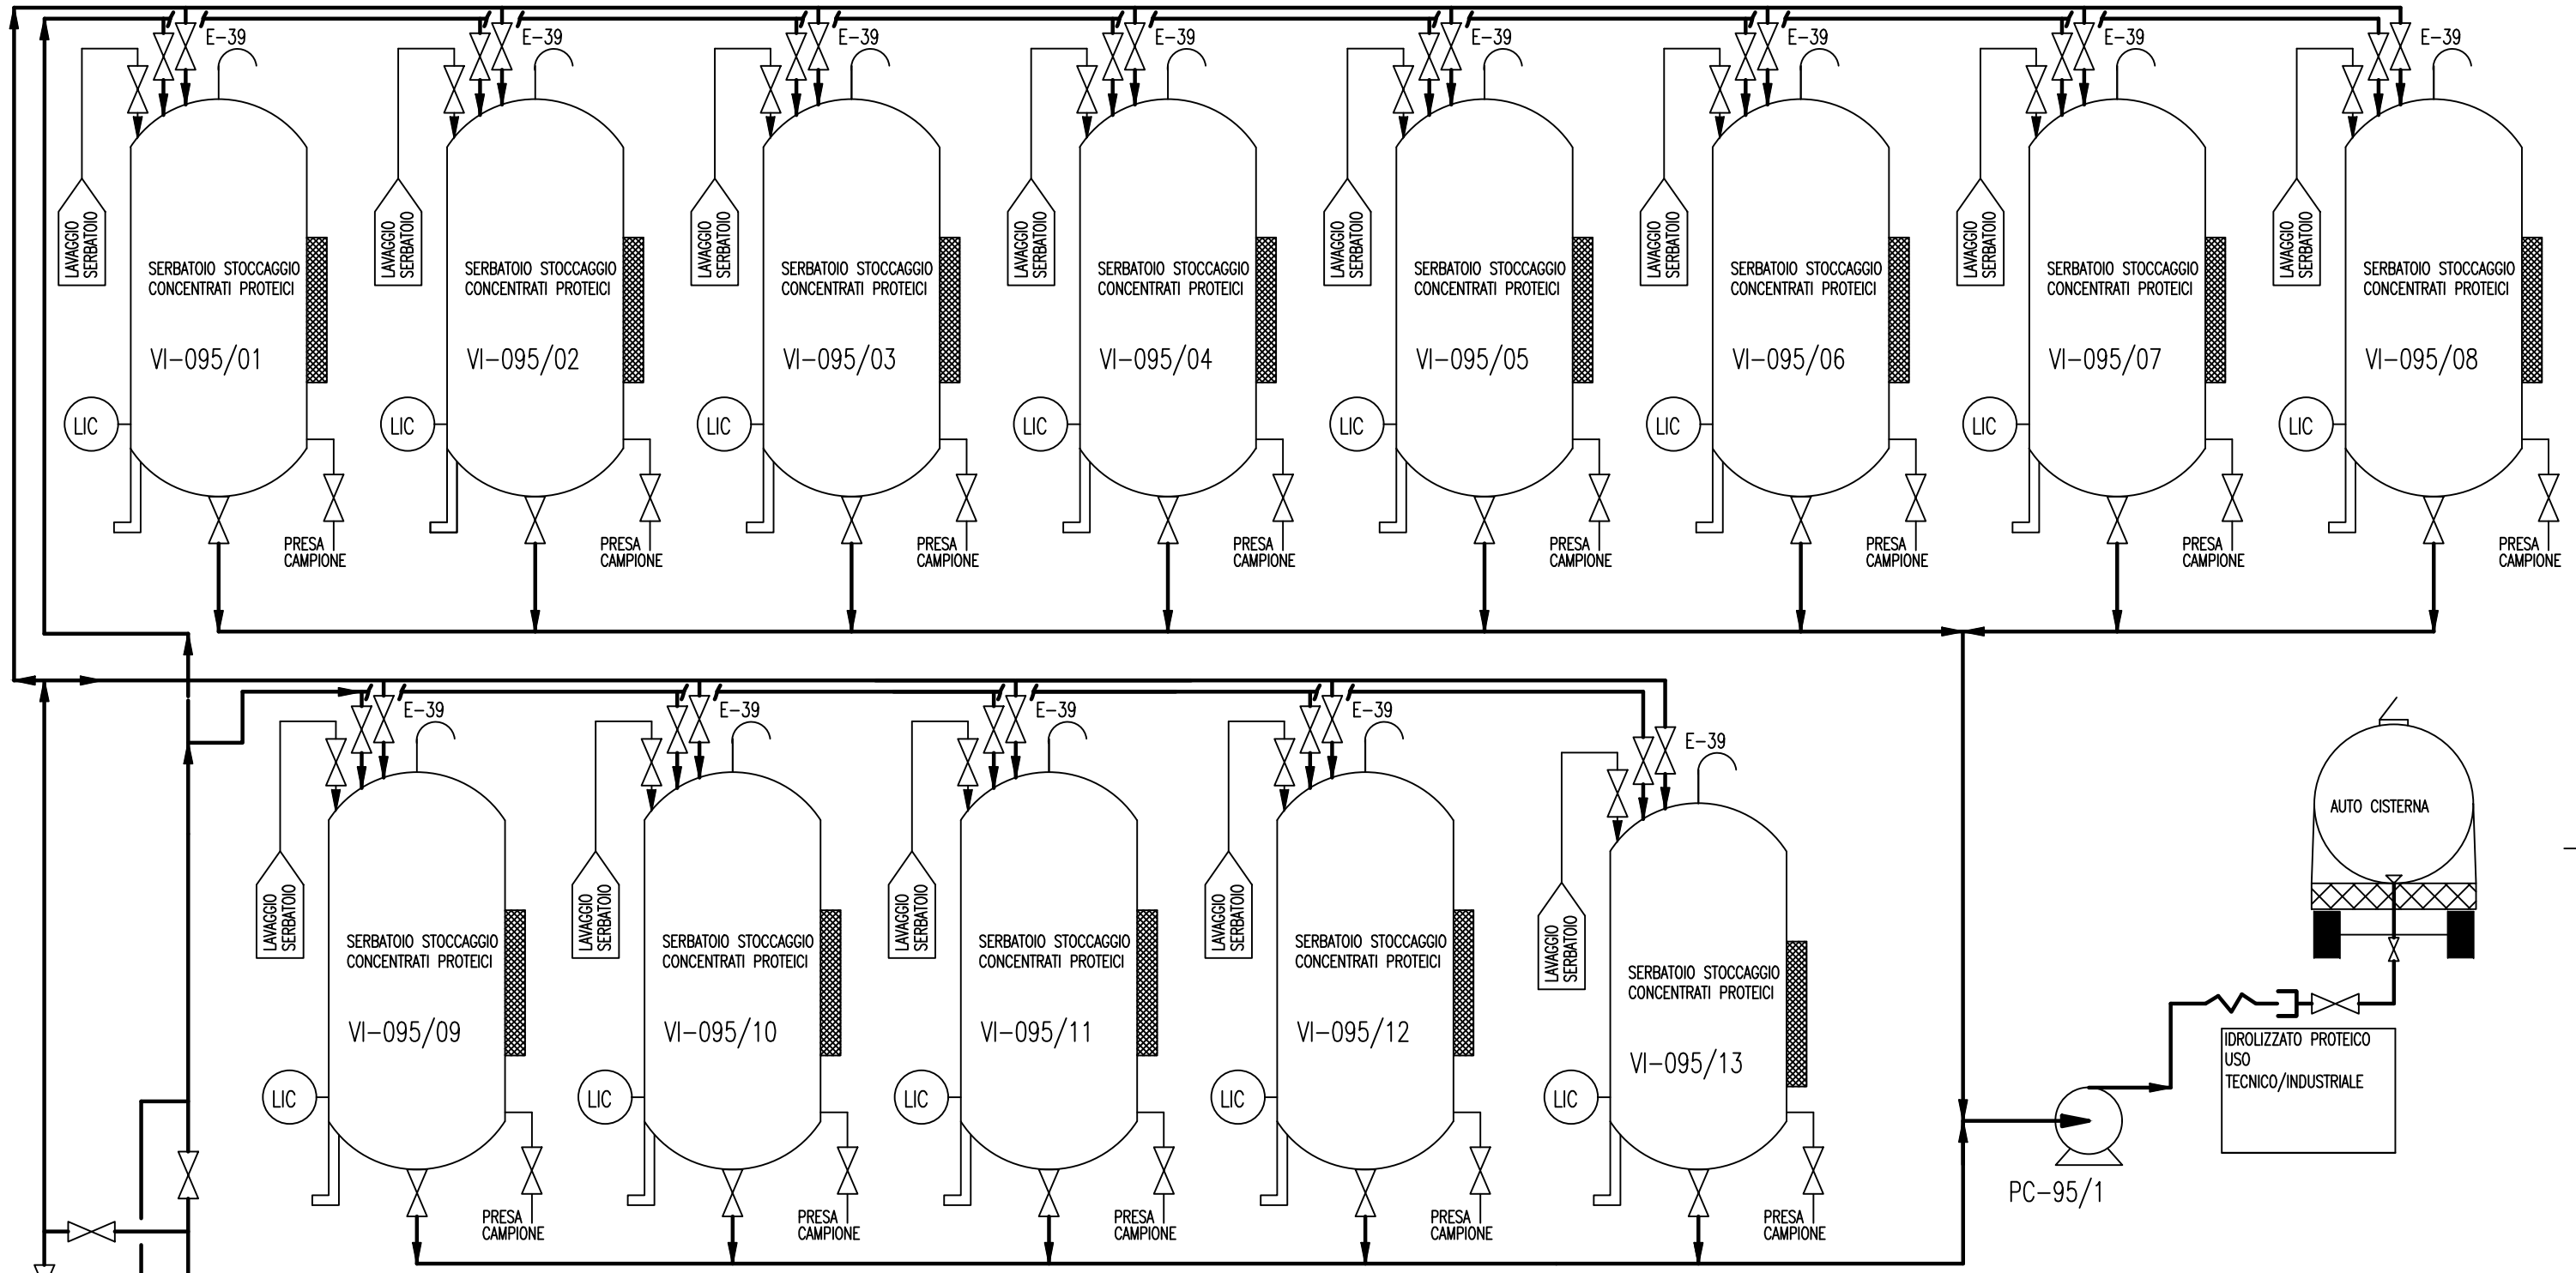 E-39
E-39
E-39
E-39
E-39
E-39
E-39
E-39
LAVAGGIO
SERBATOIO
SERBATOIO STOCCAGGIO
CONCENTRATI PROTEICI
VI-095/01
LIC
PRESA
CAMPIONE
LAVAGGIO
SERBATOIO
SERBATOIO STOCCAGGIO
CONCENTRATI PROTEICI
VI-095/02
LIC
PRESA
CAMPIONE
LAVAGGIO
SERBATOIO
SERBATOIO STOCCAGGIO
CONCENTRATI PROTEICI
VI-095/03
LIC
PRESA
CAMPIONE
LAVAGGIO
SERBATOIO
SERBATOIO STOCCAGGIO
CONCENTRATI PROTEICI
VI-095/04
LIC
PRESA
CAMPIONE
LAVAGGIO
SERBATOIO
SERBATOIO STOCCAGGIO
CONCENTRATI PROTEICI
VI-095/05
LIC
PRESA
CAMPIONE
LAVAGGIO
SERBATOIO
SERBATOIO STOCCAGGIO
CONCENTRATI PROTEICI
VI-095/06
LIC
PRESA
CAMPIONE
LAVAGGIO
SERBATOIO
SERBATOIO STOCCAGGIO
CONCENTRATI PROTEICI
VI-095/07
LIC
PRESA
CAMPIONE
LAVAGGIO
SERBATOIO
SERBATOIO STOCCAGGIO
CONCENTRATI PROTEICI
VI-095/08
LIC
PRESA
CAMPIONE
E-39
E-39
E-39
E-39
E-39
LAVAGGIO
SERBATOIO
SERBATOIO STOCCAGGIO
CONCENTRATI PROTEICI
VI-095/09
LIC
PRESA
CAMPIONE
LAVAGGIO
SERBATOIO
SERBATOIO STOCCAGGIO
CONCENTRATI PROTEICI
VI-095/10
LIC
PRESA
CAMPIONE
LAVAGGIO
SERBATOIO
SERBATOIO STOCCAGGIO
CONCENTRATI PROTEICI
VI-095/11
LIC
PRESA
CAMPIONE
LAVAGGIO
SERBATOIO
SERBATOIO STOCCAGGIO
CONCENTRATI PROTEICI
VI-095/12
LIC
PRESA
CAMPIONE
LAVAGGIO
SERBATOIO
SERBATOIO STOCCAGGIO
CONCENTRATI PROTEICI
VI-095/13
LIC
PRESA
CAMPIONE
AUTO CISTERNA
IDROLIZZATO PROTEICO
USO
TECNICO/INDUSTRIALE
PC-95/1